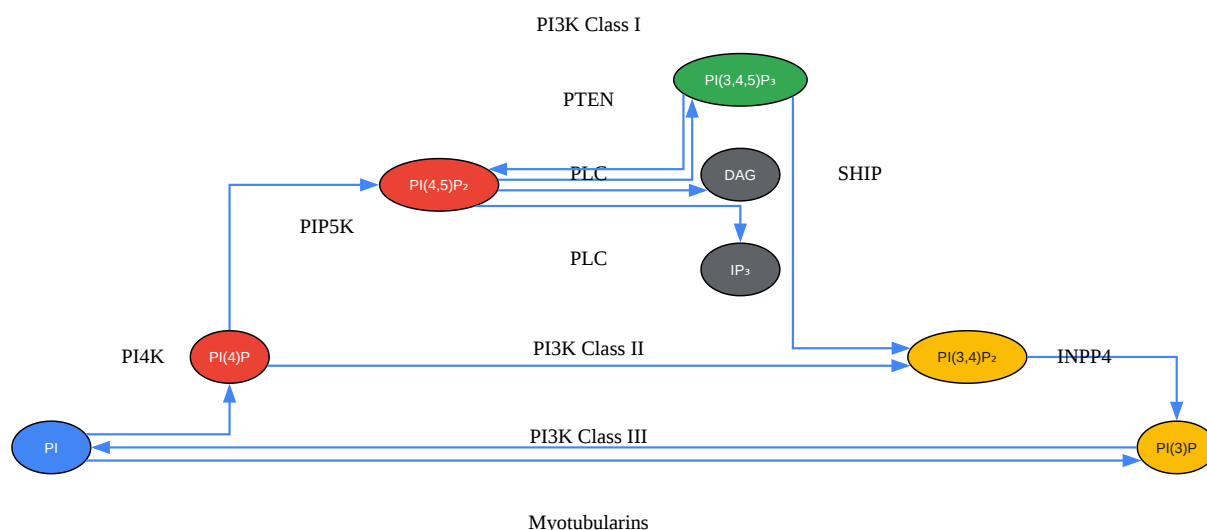 PI3K Class I
PI(3,4,5)P₃
PTEN
PLC
DAG
SHIP
PI(4,5)P₂
PIP5K
PLC
IP₃
PI3K Class II
PI4K
PI(4)P
PI(3,4)P₂
INPP4
PI3K Class III
PI
PI(3)P
Myotubularins